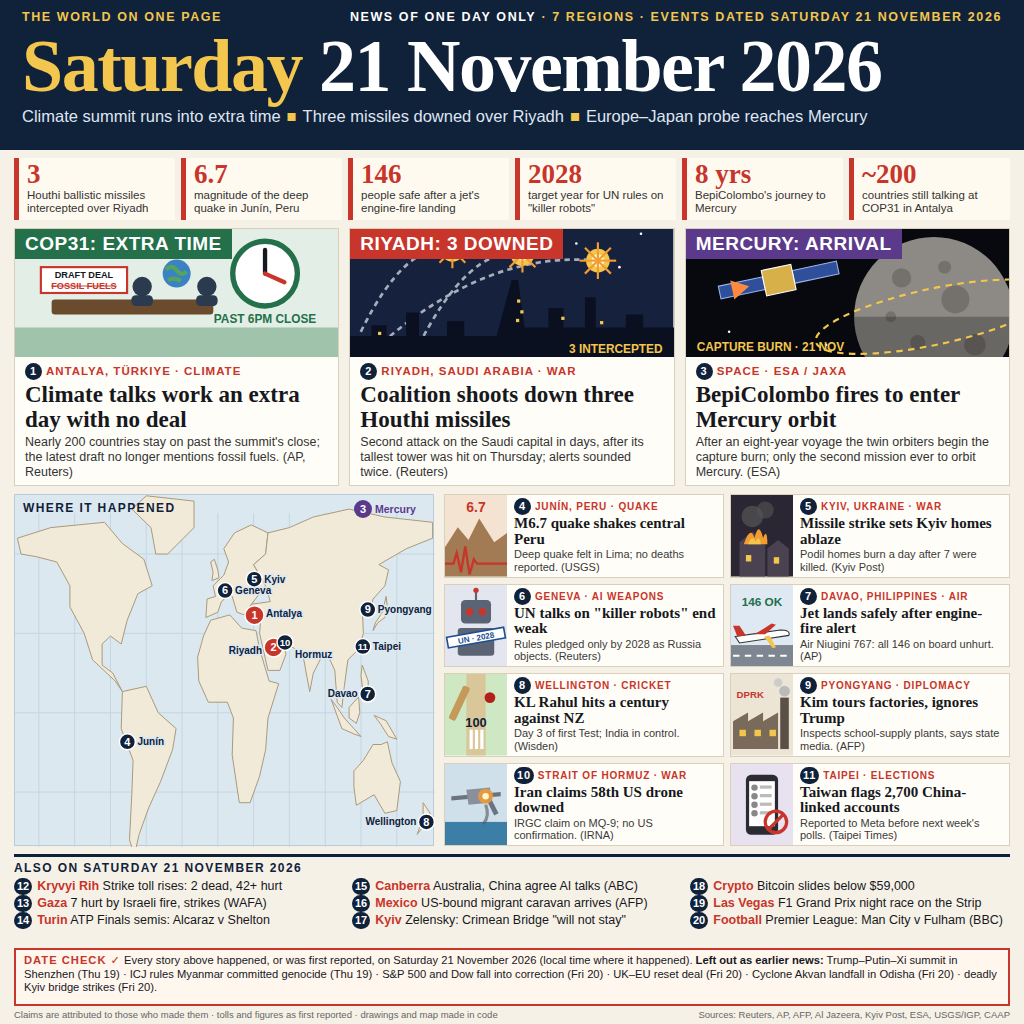 THE WORLD ON ONE PAGE
NEWS OF ONE DAY ONLY · 7 REGIONS · EVENTS DATED SATURDAY 21 NOVEMBER 2026
Saturday 21 November 2026
Climate summit runs into extra time ■ Three missiles downed over Riyadh ■ Europe–Japan probe reaches Mercury
3
Houthi ballistic missiles
intercepted over Riyadh
6.7
magnitude of the deep
quake in Junín, Peru
146
people safe after a jet's
engine-fire landing
2028
target year for UN rules on
"killer robots"
8 yrs
BepiColombo's journey to
Mercury
~200
countries still talking at
COP31 in Antalya
COP31: EXTRA TIME
DRAFT DEAL
FOSSIL FUELS
PAST 6PM CLOSE
1 ANTALYA, TÜRKIYE · CLIMATE
Climate talks work an extra
day with no deal
Nearly 200 countries stay on past the summit's close;
the latest draft no longer mentions fossil fuels. (AP,
Reuters)
RIYADH: 3 DOWNED
3 INTERCEPTED
2 RIYADH, SAUDI ARABIA · WAR
Coalition shoots down three
Houthi missiles
Second attack on the Saudi capital in days, after its
tallest tower was hit on Thursday; alerts sounded
twice. (Reuters)
MERCURY: ARRIVAL
CAPTURE BURN · 21 NOV
3 SPACE · ESA / JAXA
BepiColombo fires to enter
Mercury orbit
After an eight-year voyage the twin orbiters begin the
capture burn; only the second mission ever to orbit
Mercury. (ESA)
WHERE IT HAPPENED
3 Mercury
5 Kyiv
6 Geneva
1 Antalya
9 Pyongyang
Riyadh 2
10
Hormuz
11 Taipei
Davao 7
4 Junín
Wellington 8
6.7
4 JUNÍN, PERU · QUAKE
M6.7 quake shakes central
Peru
Deep quake felt in Lima; no deaths
reported. (USGS)
5 KYIV, UKRAINE · WAR
Missile strike sets Kyiv homes
ablaze
Podil homes burn a day after 7 were
killed. (Kyiv Post)
UN · 2028
6 GENEVA · AI WEAPONS
UN talks on "killer robots" end
weak
Rules pledged only by 2028 as Russia
objects. (Reuters)
146 OK
7 DAVAO, PHILIPPINES · AIR
Jet lands safely after engine-
fire alert
Air Niugini 767: all 146 on board unhurt.
(AP)
100
8 WELLINGTON · CRICKET
KL Rahul hits a century
against NZ
Day 3 of first Test; India in control.
(Wisden)
DPRK
9 PYONGYANG · DIPLOMACY
Kim tours factories, ignores
Trump
Inspects school-supply plants, says state
media. (AFP)
10 STRAIT OF HORMUZ · WAR
Iran claims 58th US drone
downed
IRGC claim on MQ-9; no US
confirmation. (IRNA)
11 TAIPEI · ELECTIONS
Taiwan flags 2,700 China-
linked accounts
Reported to Meta before next week's
polls. (Taipei Times)
ALSO ON SATURDAY 21 NOVEMBER 2026
12 Kryvyi Rih Strike toll rises: 2 dead, 42+ hurt
13 Gaza 7 hurt by Israeli fire, strikes (WAFA)
14 Turin ATP Finals semis: Alcaraz v Shelton
15 Canberra Australia, China agree AI talks (ABC)
16 Mexico US-bound migrant caravan arrives (AFP)
17 Kyiv Zelensky: Crimean Bridge "will not stay"
18 Crypto Bitcoin slides below $59,000
19 Las Vegas F1 Grand Prix night race on the Strip
20 Football Premier League: Man City v Fulham (BBC)
DATE CHECK ✓ Every story above happened, or was first reported, on Saturday 21 November 2026 (local time where it happened). Left out as earlier news: Trump–Putin–Xi summit in
Shenzhen (Thu 19) · ICJ rules Myanmar committed genocide (Thu 19) · S&P 500 and Dow fall into correction (Fri 20) · UK–EU reset deal (Fri 20) · Cyclone Akvan landfall in Odisha (Fri 20) · deadly
Kyiv bridge strikes (Fri 20).
Claims are attributed to those who made them · tolls and figures as first reported · drawings and map made in code
Sources: Reuters, AP, AFP, Al Jazeera, Kyiv Post, ESA, USGS/IGP, CAAP